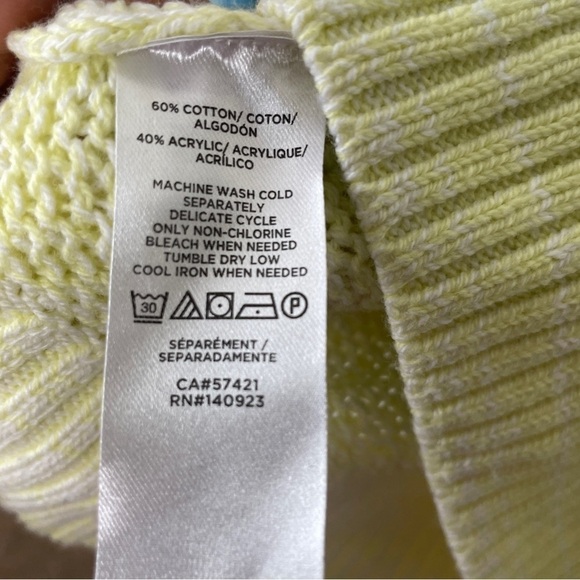 60% COTTON/ COTON/
ALGODÓN
40% ACRYLIC/ ACRYLIQUE/
ACRÍLICO
MACHINE WASH COLD
SEPARATELY
DELICATE CYCLE
ONLY NON-CHLORINE
BLEACH WHEN NEEDED
TUMBLE DRY LOW
COOL IRON WHEN NEEDED
30 P
SÉPARÉMENT /
SEPARADAMENTE
CA#57421
RN#140923